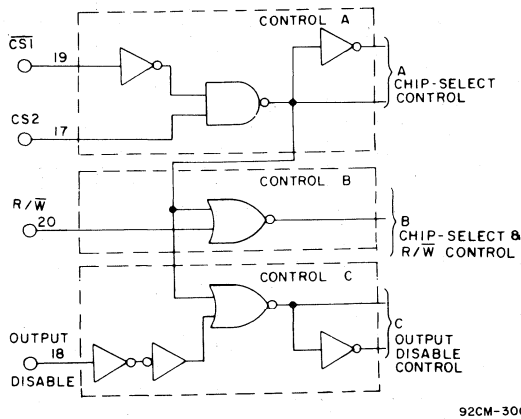 CONTROL A
C̅S̅1̅
19
CS2
17
A
CHIP-SELECT
CONTROL
CONTROL B
R/W̅
20
B
CHIP-SELECT &
R/W̅ CONTROL
CONTROL C
OUTPUT
18
DISABLE
C
OUTPUT
DISABLE
CONTROL